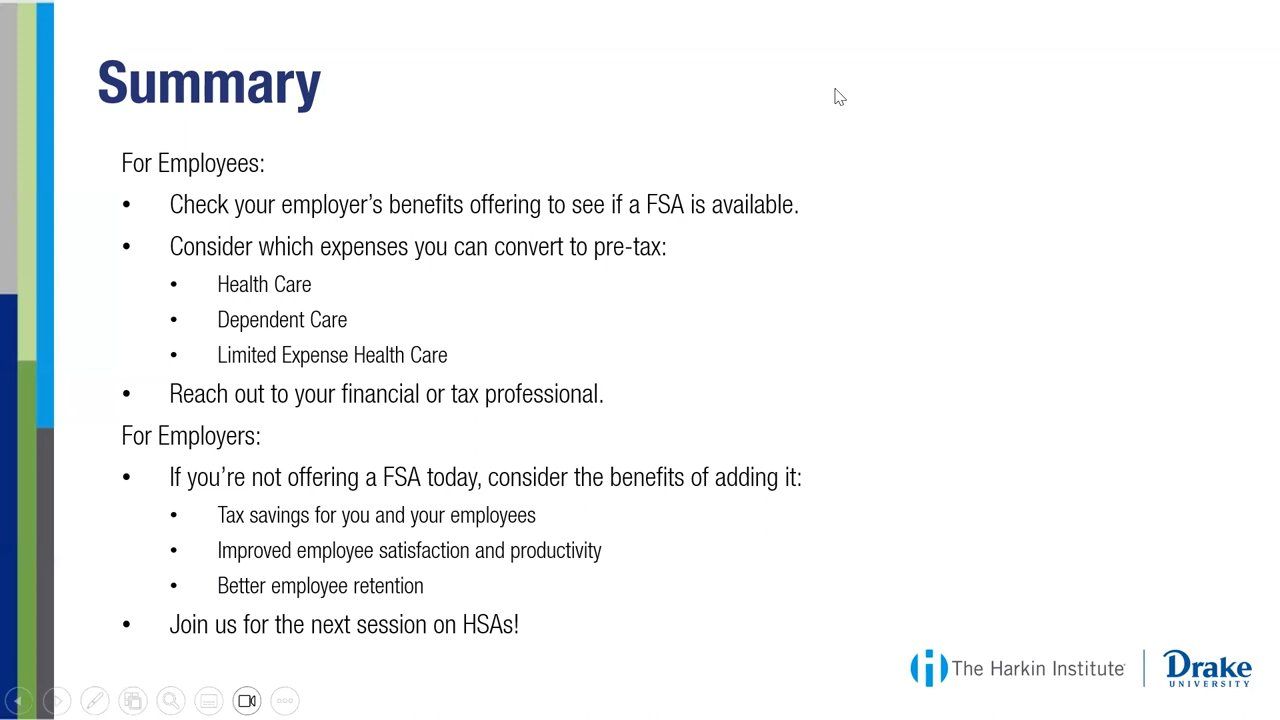 Summary
For Employees:
• Check your employer’s benefits offering to see if a FSA is available.
• Consider which expenses you can convert to pre-tax:
• Health Care
• Dependent Care
• Limited Expense Health Care
• Reach out to your financial or tax professional.
For Employers:
• If you’re not offering a FSA today, consider the benefits of adding it:
• Tax savings for you and your employees
• Improved employee satisfaction and productivity
• Better employee retention
• Join us for the next session on HSAs!
hi The Harkin Institute
Drake
UNIVERSITY